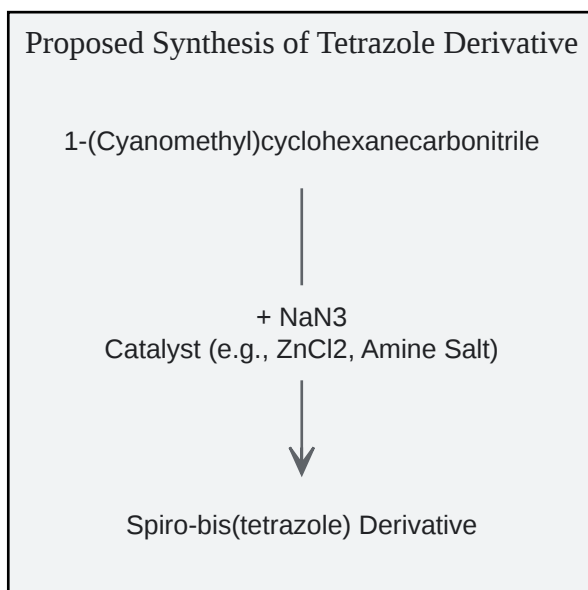 Proposed Synthesis of Tetrazole Derivative
1-(Cyanomethyl)cyclohexanecarbonitrile
+ NaN3
Catalyst (e.g., ZnCl2, Amine Salt)
Spiro-bis(tetrazole) Derivative